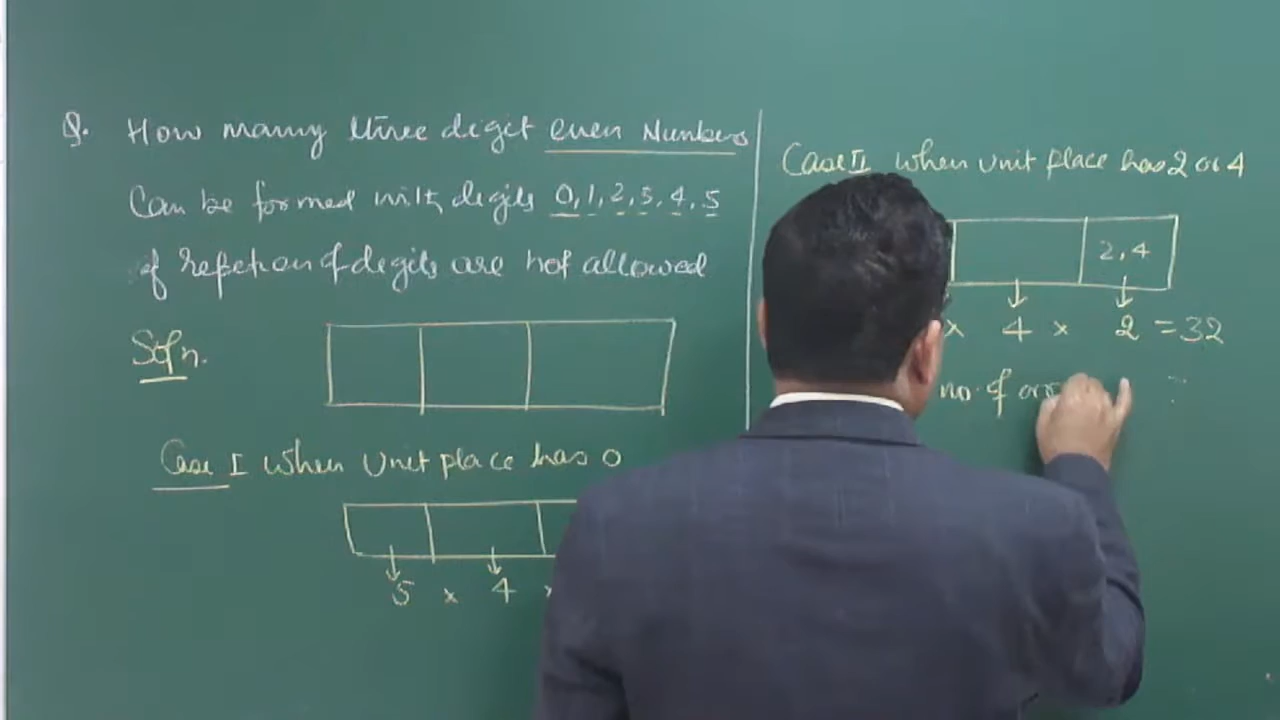 Q. How many three digit even Numbers
Can be formed with digits 0, 1, 2, 3, 4, 5
if repetion of digits are not allowed
Soln.
Case I When Unit place has 0
5 × 4 ×
Case II when Unit place has 2 or 4
2, 4
× 4 × 2 = 32
no. of